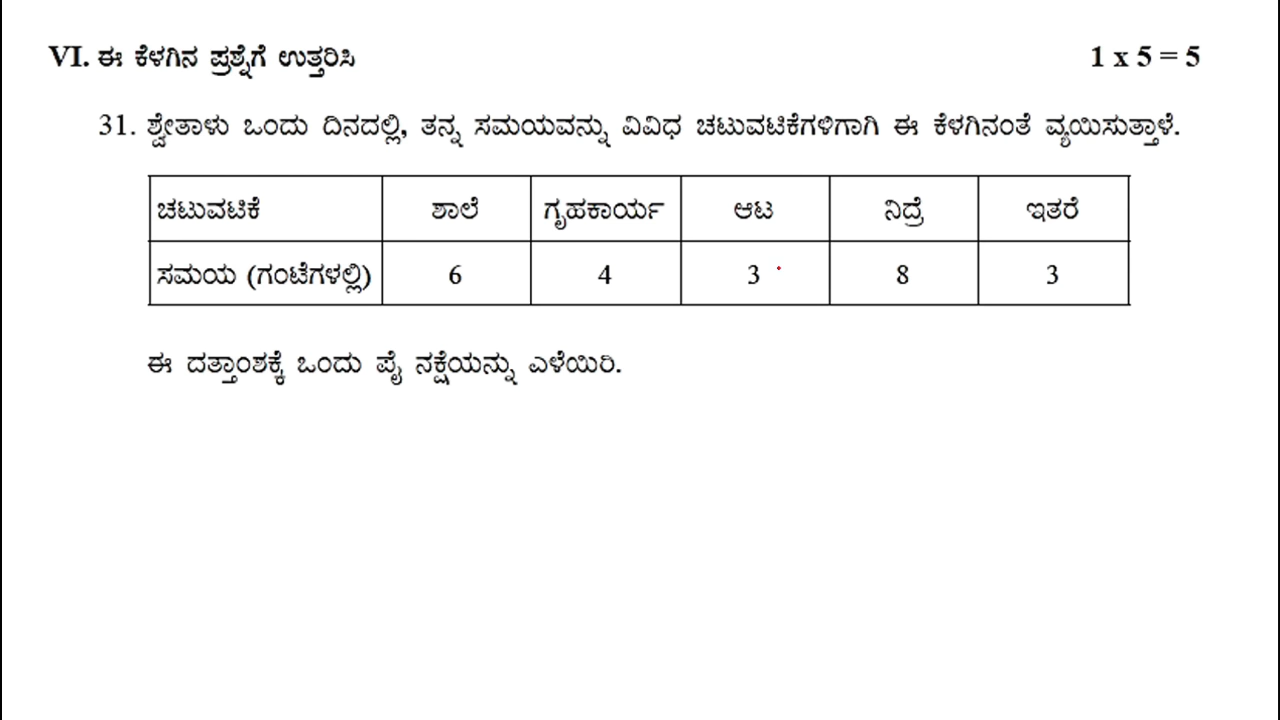 VI. ಈ ಕೆಳಗಿನ ಪ್ರಶ್ನೆಗೆ ಉತ್ತರಿಸಿ 1 x 5 = 5
31. ಶ್ವೇತಾಳು ಒಂದು ದಿನದಲ್ಲಿ, ತನ್ನ ಸಮಯವನ್ನು ವಿವಿಧ ಚಟುವಟಿಕೆಗಳಿಗಾಗಿ ಈ ಕೆಳಗಿನಂತೆ ವ್ಯಯಿಸುತ್ತಾಳೆ.
ಚಟುವಟಿಕೆ ಶಾಲೆ ಗೃಹಕಾರ್ಯ ಆಟ ನಿದ್ರೆ ಇತರೆ
ಸಮಯ (ಗಂಟೆಗಳಲ್ಲಿ) 6 4 3 8 3
ಈ ದತ್ತಾಂಶಕ್ಕೆ ಒಂದು ಪೈ ನಕ್ಷೆಯನ್ನು ಎಳೆಯಿರಿ.